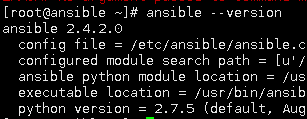 [root@ansible ~]# ansible --version
ansible 2.4.2.0
config file = /etc/ansible/ansible.c
configured module search path = [u'/
ansible python module location = /us
executable location = /usr/bin/ansib
python version = 2.7.5 (default, Aug